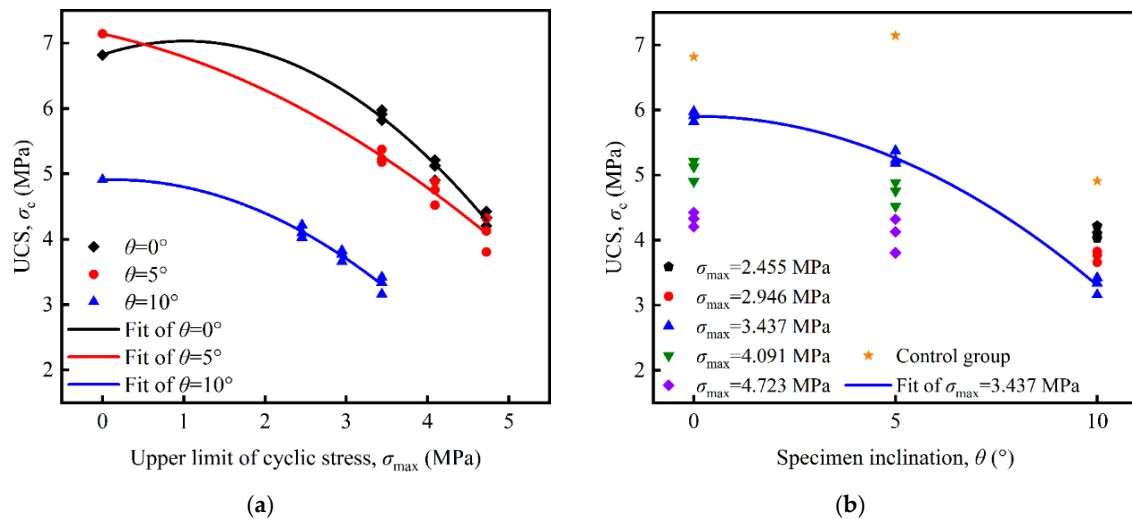 7
6
5
4
3
2
UCS, σc (MPa)
θ=0°
θ=5°
θ=10°
Fit of θ=0°
Fit of θ=5°
Fit of θ=10°
0 1 2 3 4 5
Upper limit of cyclic stress, σmax (MPa)
(a)
7
6
5
4
3
2
UCS, σc (MPa)
σmax=2.455 MPa
σmax=2.946 MPa
σmax=3.437 MPa
σmax=4.091 MPa
σmax=4.723 MPa
Control group
Fit of σmax=3.437 MPa
0 5 10
Specimen inclination, θ (°)
(b)